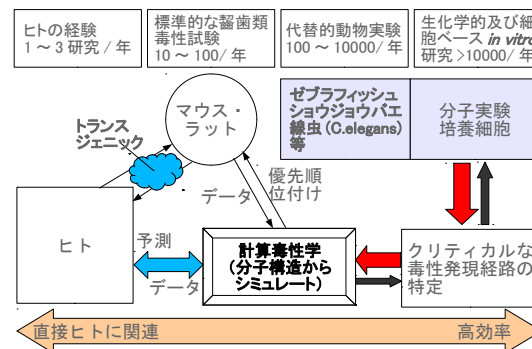 ヒトの経験
1～3研究/年
標準的な齧歯類
毒性試験
10～100/年
代替的動物実験
100～10000/年
生化学的及び細
胞ベース in vitro
研究>10000/年
マウス・
ラット
トランス
ジェニック
ゼブラフィッシュ
ショウジョウバエ
線虫(C.elegans)
等
分子実験
培養細胞
データ
優先順
位付け
ヒト
予測
データ
計算毒性学
(分子構造から
シミュレート)
クリティカルな
毒性発現経路の
特定
直接ヒトに関連
高効率